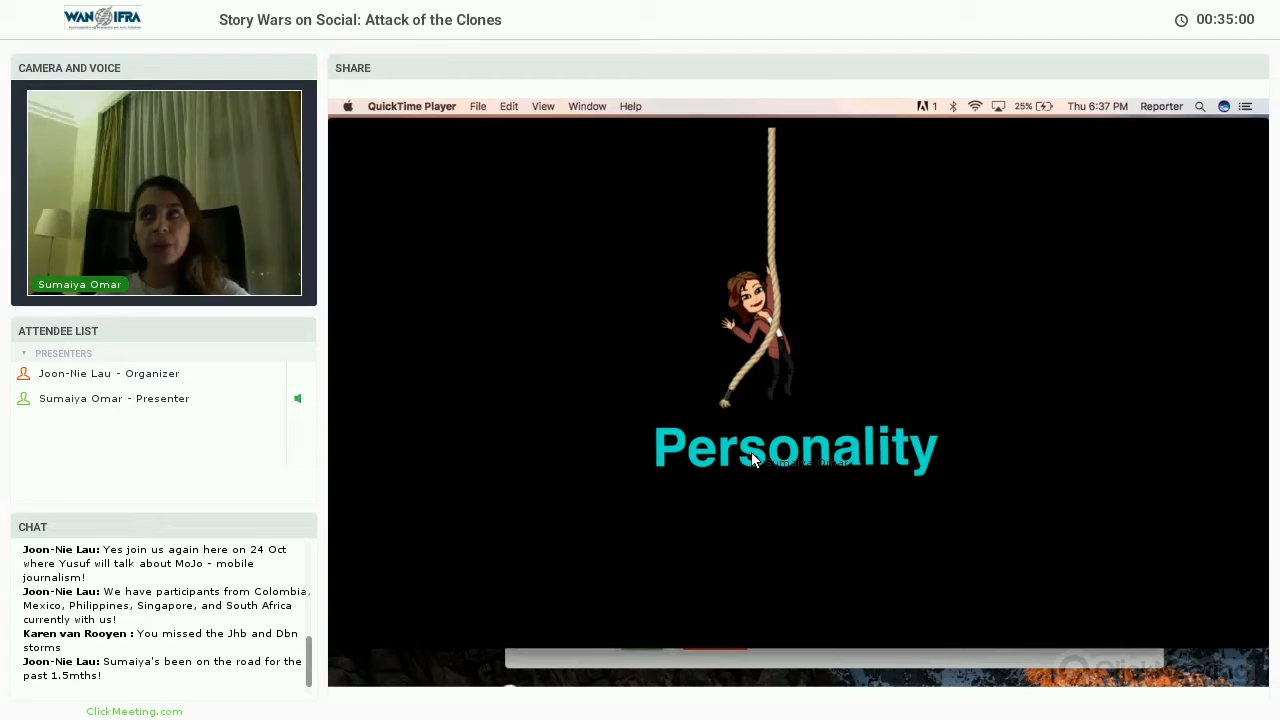 WAN IFRA
Story Wars on Social: Attack of the Clones
00:35:00
CAMERA AND VOICE
Sumaiya Omar
ATTENDEE LIST
PRESENTERS
Joon-Nie Lau - Organizer
Sumaiya Omar - Presenter
CHAT
Joon-Nie Lau: Yes join us again here on 24 Oct
where Yusuf will talk about MoJo - mobile
journalism!
Joon-Nie Lau: We have participants from Colombia,
Mexico, Philippines, Singapore, and South Africa
currently with us!
Karen van Rooyen : You missed the Jhb and Dbn
storms
Joon-Nie Lau: Sumaiya's been on the road for the
past 1.5mths!
ClickMeeting.com
SHARE
QuickTime Player File Edit View Window Help 1 25% Thu 6:37 PM Reporter
Personality
Sumaiya Omar
ClickMeeting